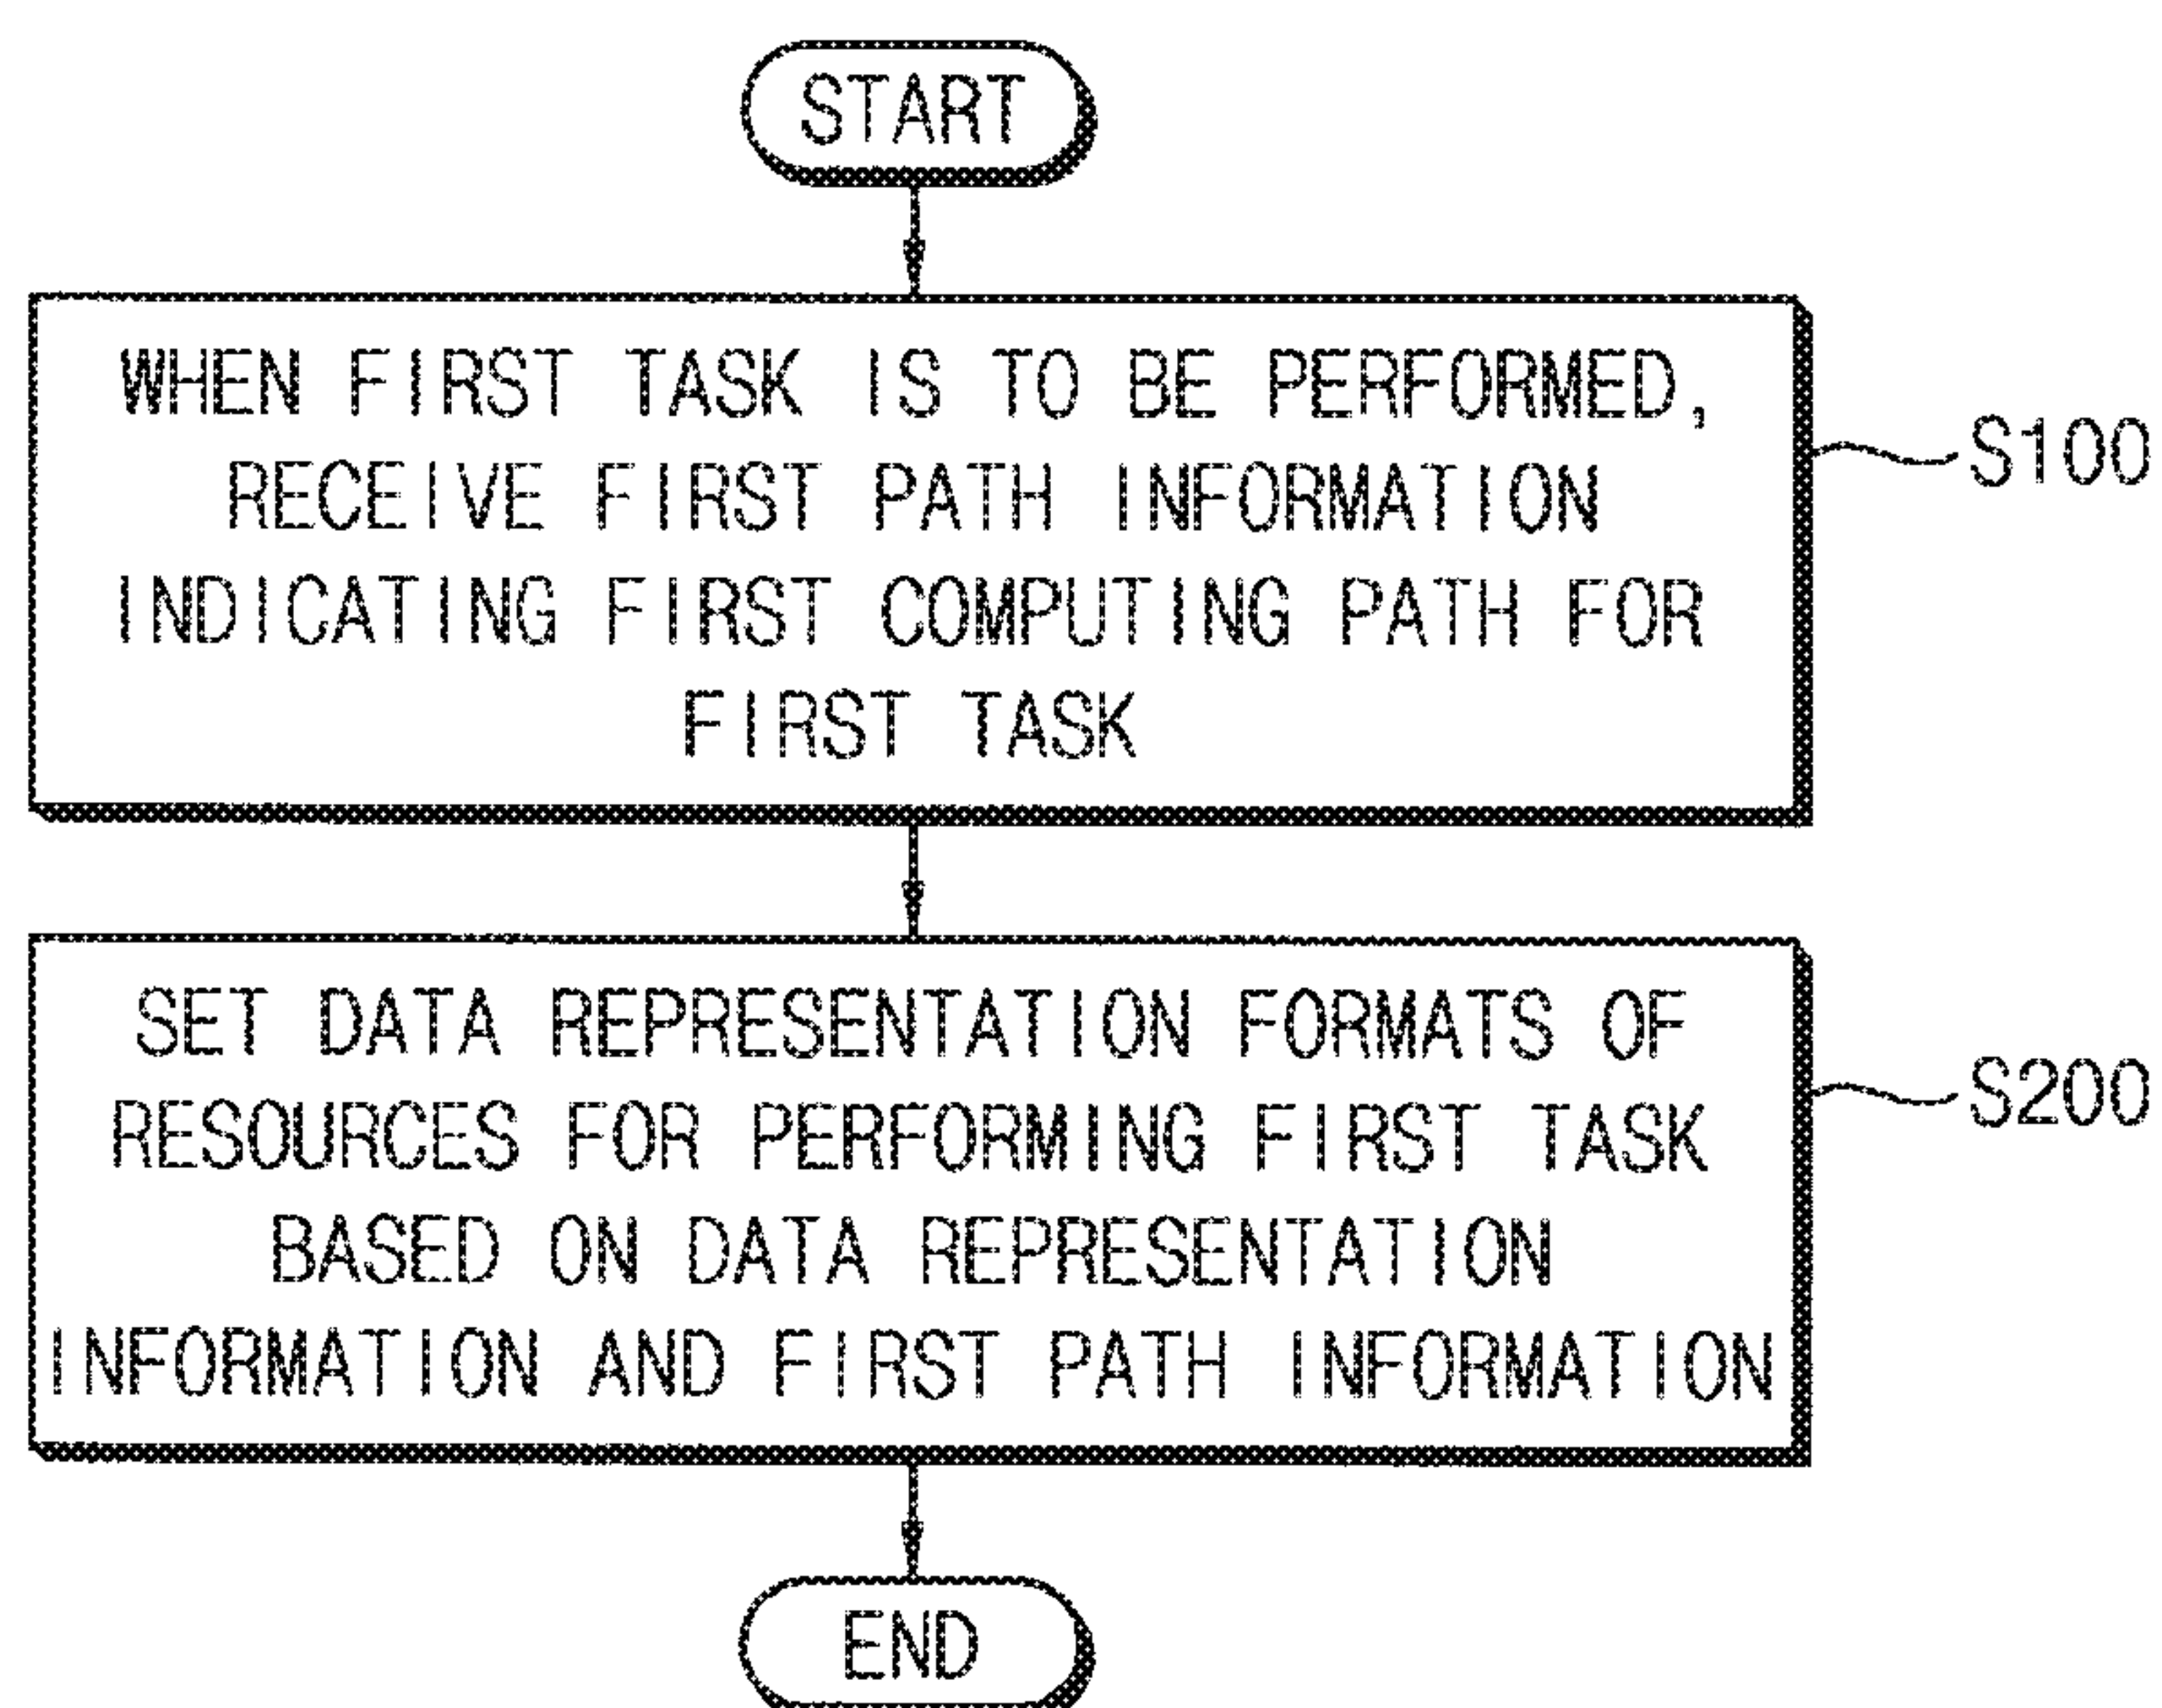 START
WHEN FIRST TASK IS TO BE PERFORMED,
RECEIVE FIRST PATH INFORMATION
INDICATING FIRST COMPUTING PATH FOR
FIRST TASK
S100
SET DATA REPRESENTATION FORMATS OF
RESOURCES FOR PERFORMING FIRST TASK
BASED ON DATA REPRESENTATION
INFORMATION AND FIRST PATH INFORMATION
S200
END